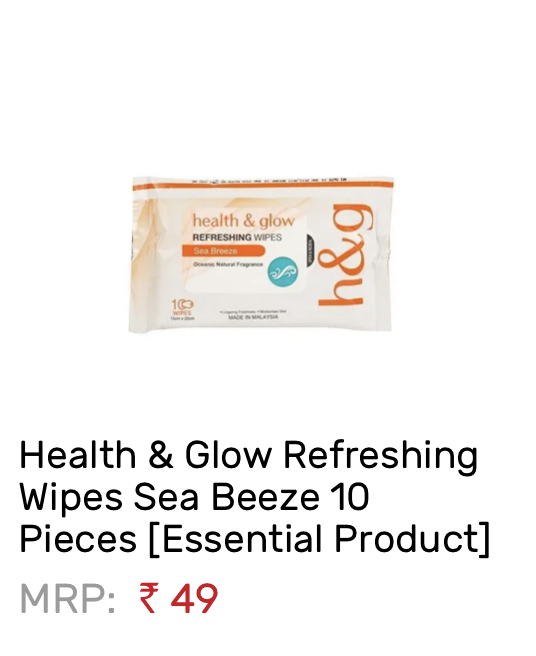 health & glow
REFRESHING WIPES
Sea Breeze
Oceanic Natural Fragrance
h&g
10
WIPES
MADE IN MALAYSIA
Health & Glow Refreshing
Wipes Sea Beeze 10
Pieces [Essential Product]
MRP: ₹ 49